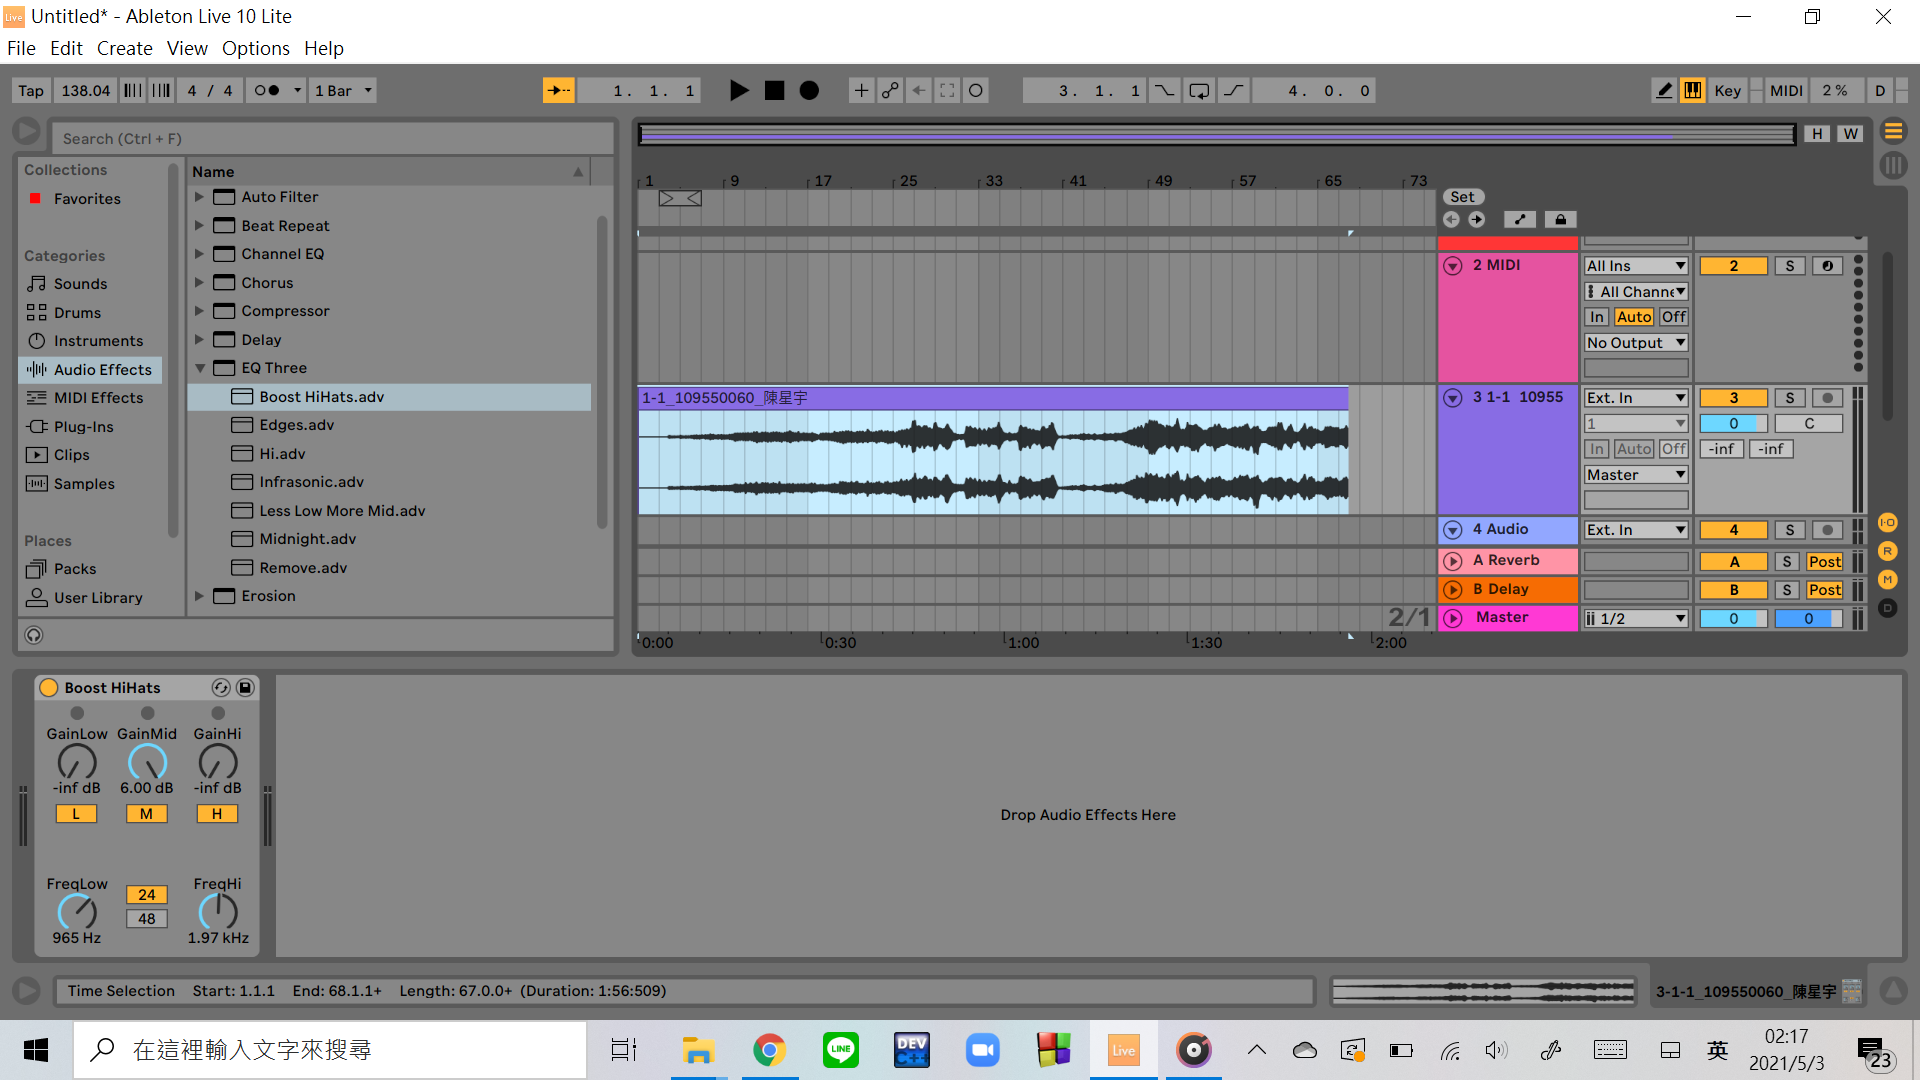 Untitled* - Ableton Live 10 Lite
File Edit Create View Options Help
Tap 138.04 4 / 4 1 Bar 1. 1. 1 3. 1. 1 4. 0. 0 Key MIDI 2 % D
Search (Ctrl + F)
H W
Collections
Favorites
Categories
Sounds
Drums
Instruments
Audio Effects
MIDI Effects
Plug-Ins
Clips
Samples
Places
Packs
User Library
Name
Auto Filter
Beat Repeat
Channel EQ
Chorus
Compressor
Delay
EQ Three
Boost HiHats.adv
Edges.adv
Hi.adv
Infrasonic.adv
Less Low More Mid.adv
Midnight.adv
Remove.adv
Erosion
1 9 17 25 33 41 49 57 65 73
Set
1-1_109550060_陳星宇
2/1
0:00 0:30 1:00 1:30 2:00
2 MIDI All Ins 2 S
All Channe
In Auto Off
No Output
3 1-1 10955 Ext. In 3 S
1 0 C
In Auto Off -inf -inf
Master
4 Audio Ext. In 4 S
A Reverb A S Post
B Delay B S Post
Master 1/2 0 0
I·O
R
M
D
Boost HiHats
GainLow GainMid GainHi
-inf dB 6.00 dB -inf dB
L M H
FreqLow 24 FreqHi
48
965 Hz 1.97 kHz
Drop Audio Effects Here
Time Selection Start: 1.1.1 End: 68.1.1+ Length: 67.0.0+ (Duration: 1:56:509)
3-1-1_109550060_陳星宇
在這裡輸入文字來搜尋
LINE
DEV C++
Live
英
02:17
2021/5/3
23